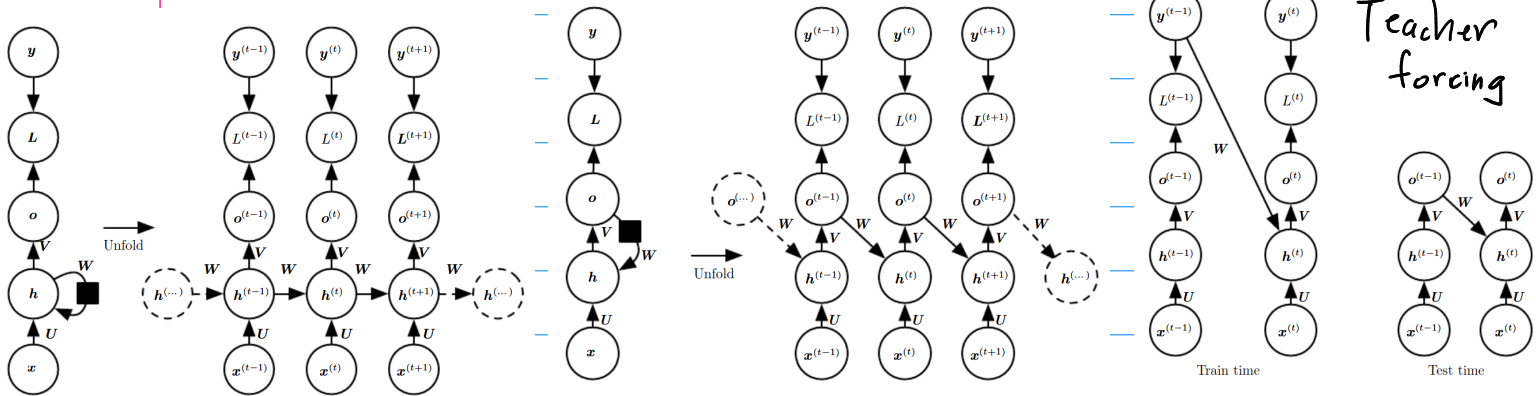 y
L
o
V
W
h
U
x
Unfold
y^(t−1) y^(t) y^(t+1)
L^(t−1) L^(t) L^(t+1)
o^(t−1) o^(t) o^(t+1)
V V V
W W W W
h^(...) h^(t−1) h^(t) h^(t+1) h^(...)
U U U
x^(t−1) x^(t) x^(t+1)
y
L
o
V
W
h
U
x
Unfold
y^(t−1) y^(t) y^(t+1)
L^(t−1) L^(t) L^(t+1)
o^(...) o^(t−1) o^(t) o^(t+1)
W V W V W V W
h^(t−1) h^(t) h^(t+1) h^(...)
U U U
x^(t−1) x^(t) x^(t+1)
y^(t−1) y^(t)
L^(t−1) L^(t)
W
o^(t−1) o^(t)
V V
h^(t−1) h^(t)
U U
x^(t−1) x^(t)
Train time
Teacher
forcing
o^(t−1) o^(t)
W
V V
h^(t−1) h^(t)
U U
x^(t−1) x^(t)
Test time